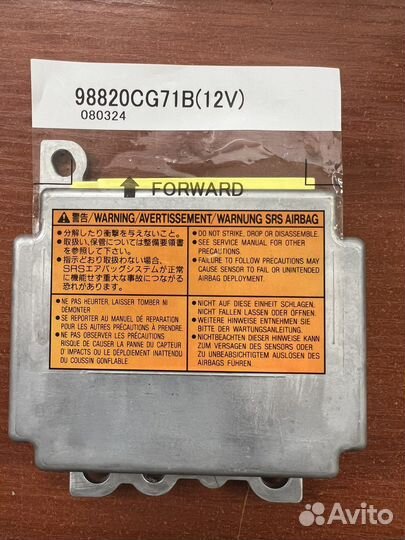 98820CG71B(12V)
080324
FORWARD
警告/WARNING/AVERTISSEMENT/WARNUNG SRS AIRBAG
● 分解したり衝撃を与えないこと。
● 取扱い、保管については整備要領書
を参照して下さい。
● 指示どおり取扱わない場合、
SRSエアバッグシステムが正常
に機能せず重大な事故につながる
恐れがあります。
● DO NOT STRIKE, DROP OR DISASSEMBLE.
● SEE SERVICE MANUAL FOR OTHER
PRECAUTIONS.
● FAILURE TO FOLLOW PRECAUTIONS MAY
CAUSE SENSOR TO FAIL OR UNINTENDED
AIRBAG DEPLOYMENT.
● NE PAS HEURTER, LAISSER TOMBER NI
DÉMONTER
● SE REPORTER AU MANUEL DE RÉPARATION
POUR LES AUTRES PRÉCAUTIONS À PRENDRE.
● NE PAS OBSERVER LES PRÉCAUTIONS
RISQUE DE CAUSER LA PANNE DU CAPTEUR
D'IMPACTS OU LE DÉPLOIEMENT INATTENDU
DU COUSSIN GONFLABLE.
● NICHT AUF DIESE EINHEIT SCHLAGEN,
NICHT FALLEN LASSEN ODER ÖFFNEN.
● WEITERE HINWEISE ENTNEHMEN SIE
BITTE DER WARTUNGSANLEITUNG.
● NICHTBEACHTEN DIESER HINWEISE KANN
ZUM VERSAGEN DES SENSORS ODER
ZU UNBEABSICHTIGTEM AUSLÖSEN DES
AIRBAGS FÜHREN.
Avito